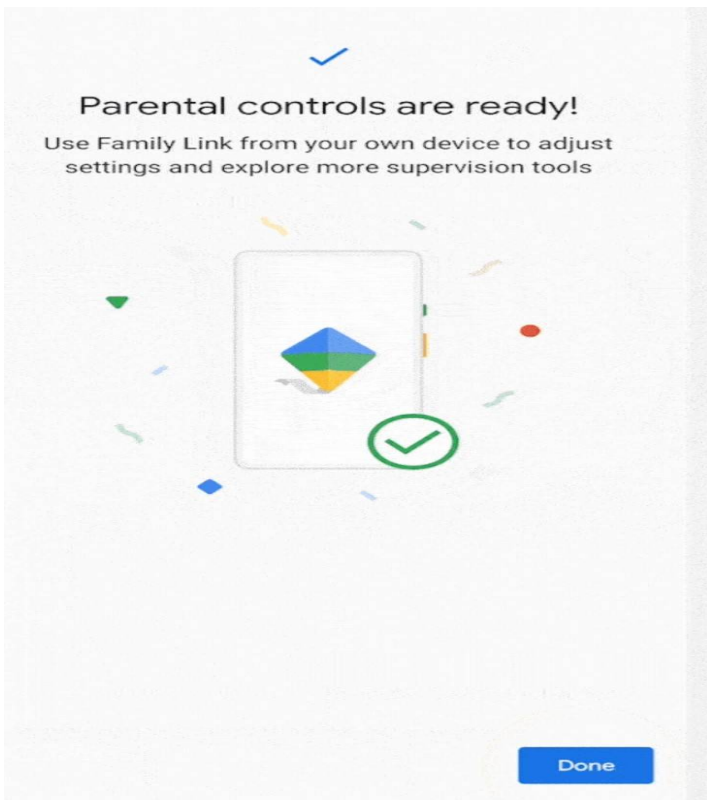 Parental controls are ready!
Use Family Link from your own device to adjust
settings and explore more supervision tools
Done